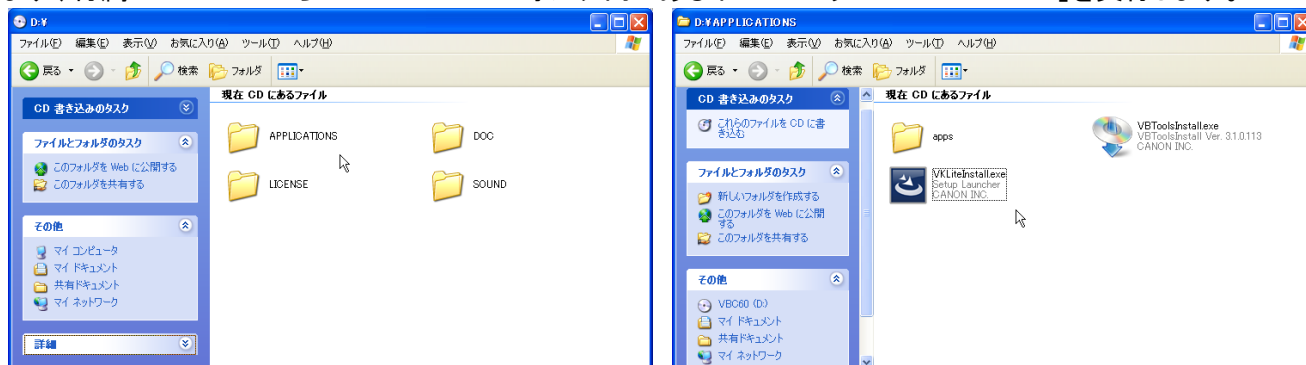 D:¥
ファイル(F) 編集(E) 表示(V) お気に入り(A) ツール(T) ヘルプ(H)
戻る 検索 フォルダ
CD 書き込みのタスク
ファイルとフォルダのタスク
このフォルダを Web に公開する
このフォルダを共有する
その他
マイ コンピュータ
マイ ドキュメント
共有ドキュメント
マイ ネットワーク
詳細
現在 CD にあるファイル
APPLICATIONS
DOC
LICENSE
SOUND
D:¥APPLICATIONS
ファイル(F) 編集(E) 表示(V) お気に入り(A) ツール(T) ヘルプ(H)
戻る 検索 フォルダ
CD 書き込みのタスク
これらのファイルを CD に書
き込む
ファイルとフォルダのタスク
新しいフォルダを作成する
このフォルダを Web に公開
する
このフォルダを共有する
その他
VBC60 (D:)
マイ ドキュメント
共有ドキュメント
マイ ネットワーク
現在 CD にあるファイル
apps
VBToolsInstall.exe
VBToolsInstall Ver. 3.1.0.113
CANON INC.
VKLiteInstall.exe
Setup Launcher
CANON INC.